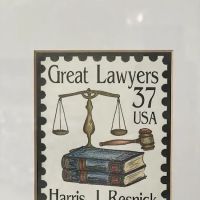 Great Lawyers
37
USA
Harris J. Resnick